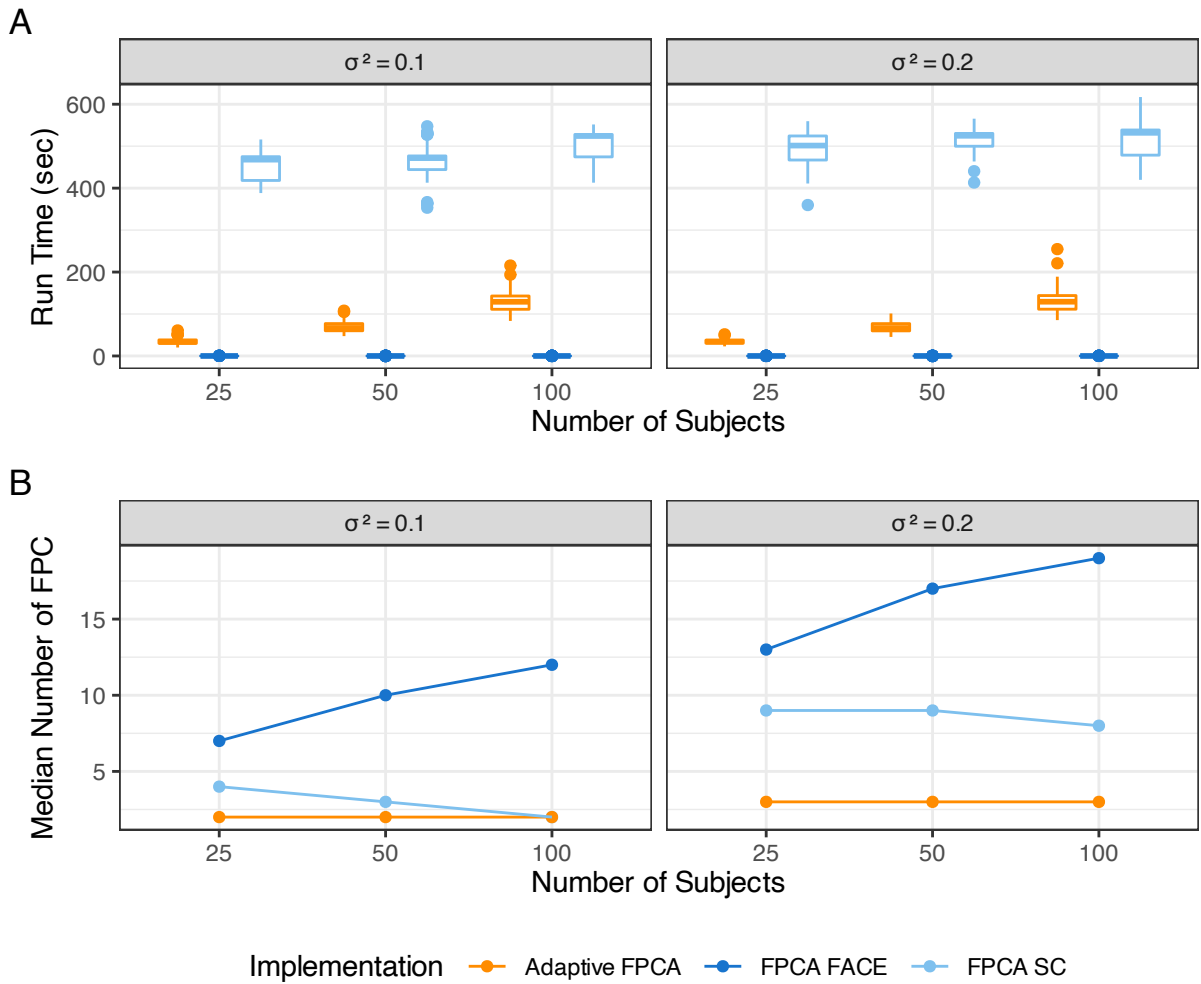 A
σ² = 0.1
σ² = 0.2
Run Time (sec)
600
400
200
0
25
50
100
25
50
100
Number of Subjects
B
σ² = 0.1
σ² = 0.2
Median Number of FPC
15
10
5
25
50
100
25
50
100
Number of Subjects
Implementation Adaptive FPCA FPCA FACE FPCA SC